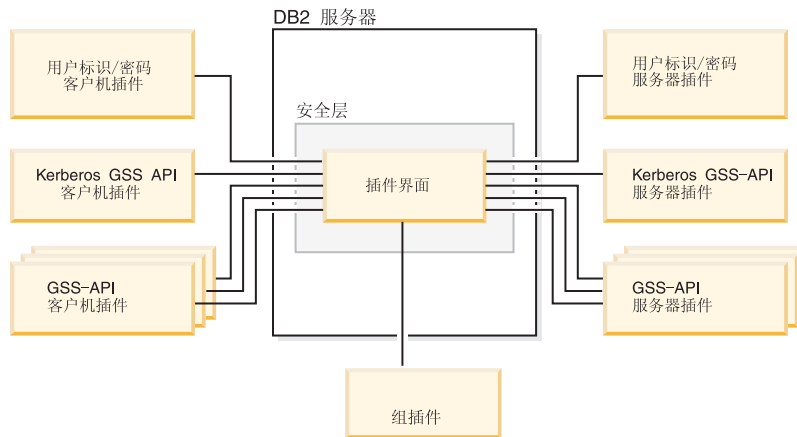 DB2 服务器
用户标识/密码
客户机插件
用户标识/密码
服务器插件
安全层
Kerberos GSS API
客户机插件
插件界面
Kerberos GSS-API
服务器插件
GSS-API
客户机插件
GSS-API
服务器插件
组插件